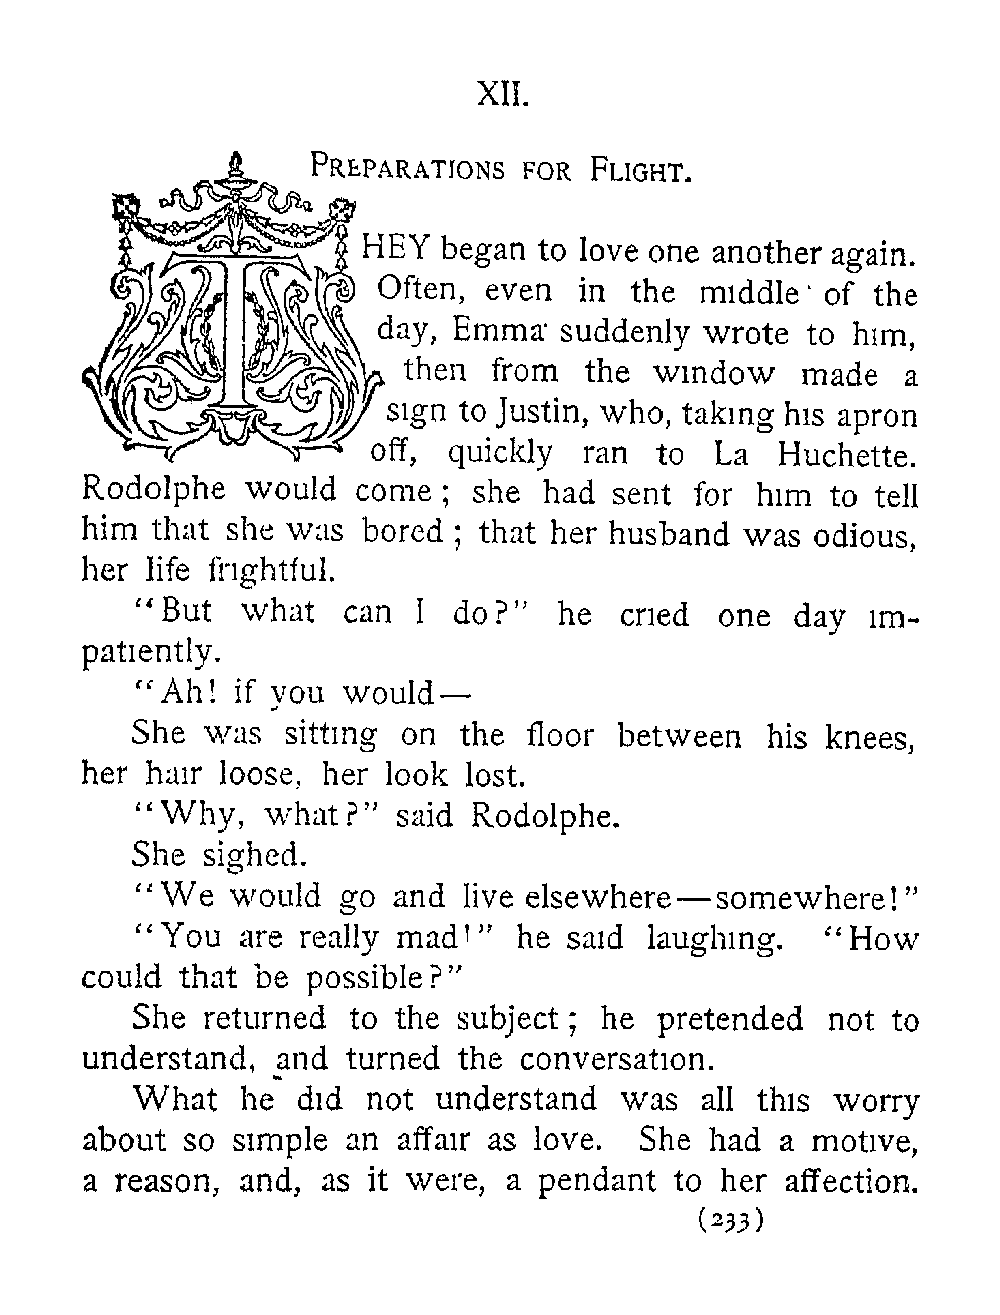 XII.
PREPARATIONS FOR FLIGHT.
THEY began to love one another again.
Often, even in the middle of the
day, Emma suddenly wrote to him,
then from the window made a
sign to Justin, who, taking his apron
off, quickly ran to La Huchette.
Rodolphe would come; she had sent for him to tell
him that she was bored; that her husband was odious,
her life frightful.
"But what can I do?" he cried one day im-
patiently.
"Ah! if you would—
She was sitting on the floor between his knees,
her hair loose, her look lost.
"Why, what?" said Rodolphe.
She sighed.
"We would go and live elsewhere—somewhere!"
"You are really mad!" he said laughing. "How
could that be possible?"
She returned to the subject; he pretended not to
understand, and turned the conversation.
What he did not understand was all this worry
about so simple an affair as love. She had a motive,
a reason, and, as it were, a pendant to her affection.
(233)